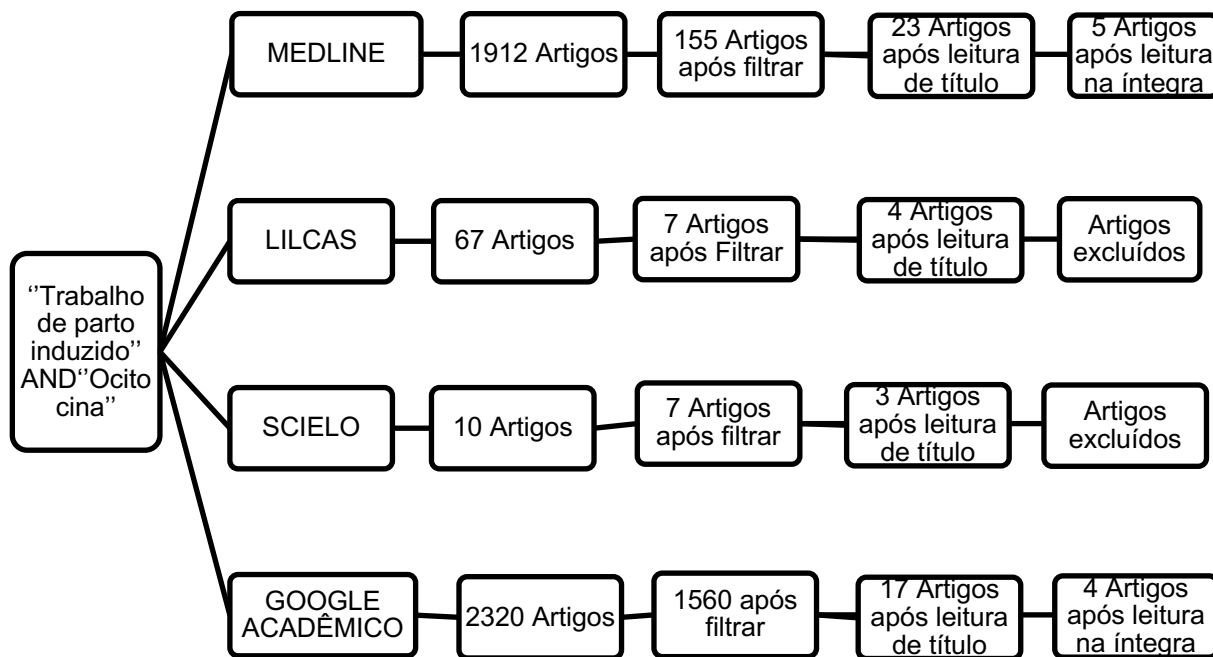 ‘‘Trabalho
de parto
induzido’’
AND‘‘Ocito
cina’’
MEDLINE
1912 Artigos
155 Artigos
após filtrar
23 Artigos
após leitura
de título
5 Artigos
após leitura
na íntegra
LILCAS
67 Artigos
7 Artigos
após Filtrar
4 Artigos
após leitura
de título
Artigos
excluídos
SCIELO
10 Artigos
7 Artigos
após filtrar
3 Artigos
após leitura
de título
Artigos
excluídos
GOOGLE
ACADÊMICO
2320 Artigos
1560 após
filtrar
17 Artigos
após leitura
de título
4 Artigos
após leitura
na íntegra